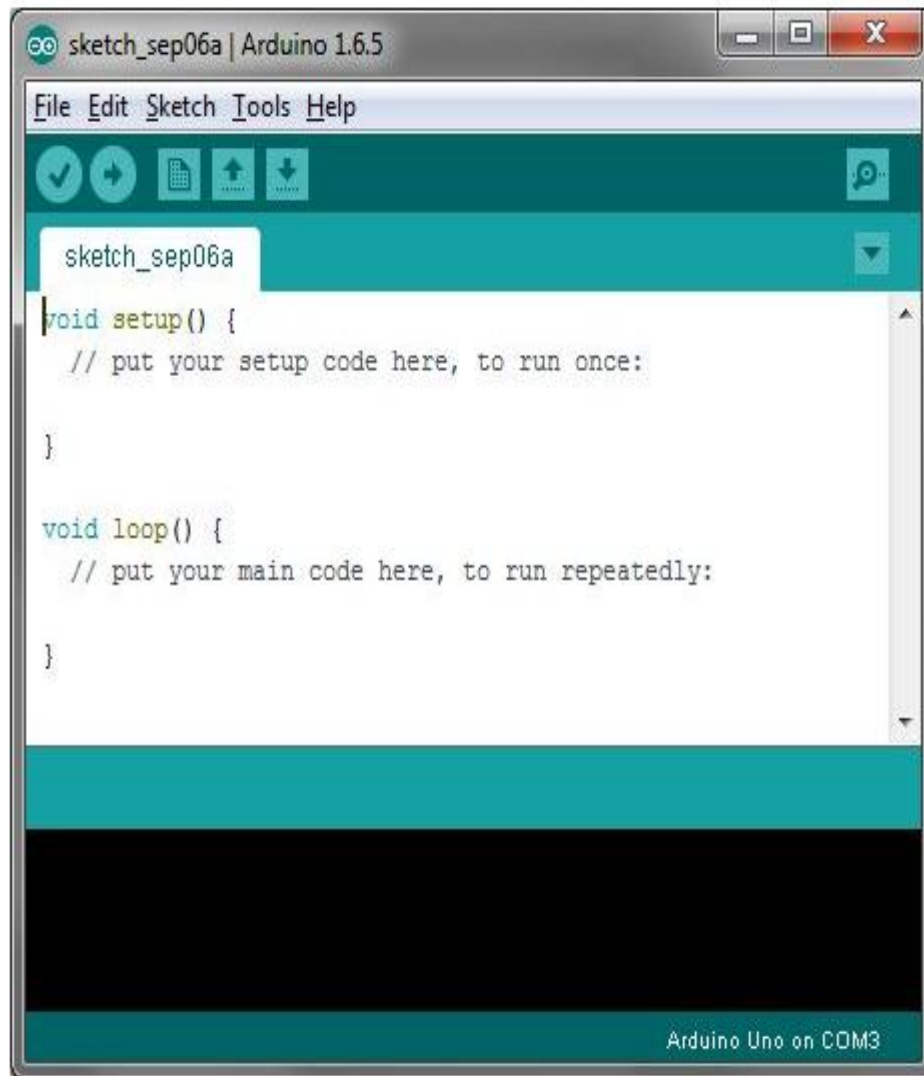 sketch_sep06a | Arduino 1.6.5
File Edit Sketch Tools Help
sketch_sep06a
void setup() {
  // put your setup code here, to run once:
}
void loop() {
  // put your main code here, to run repeatedly:
}
Arduino Uno on COM3